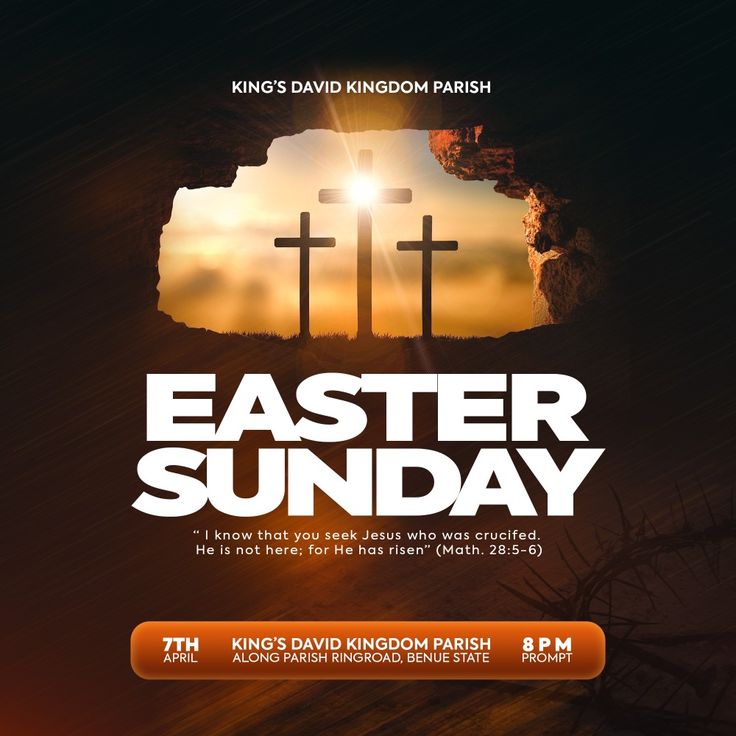 KING'S DAVID KINGDOM PARISH
EASTER
SUNDAY
“ I know that you seek Jesus who was crucifed.
He is not here; for He has risen” (Math. 28:5-6)
7TH
APRIL
KING'S DAVID KINGDOM PARISH
ALONG PARISH RINGROAD, BENUE STATE
8 PM
PROMPT